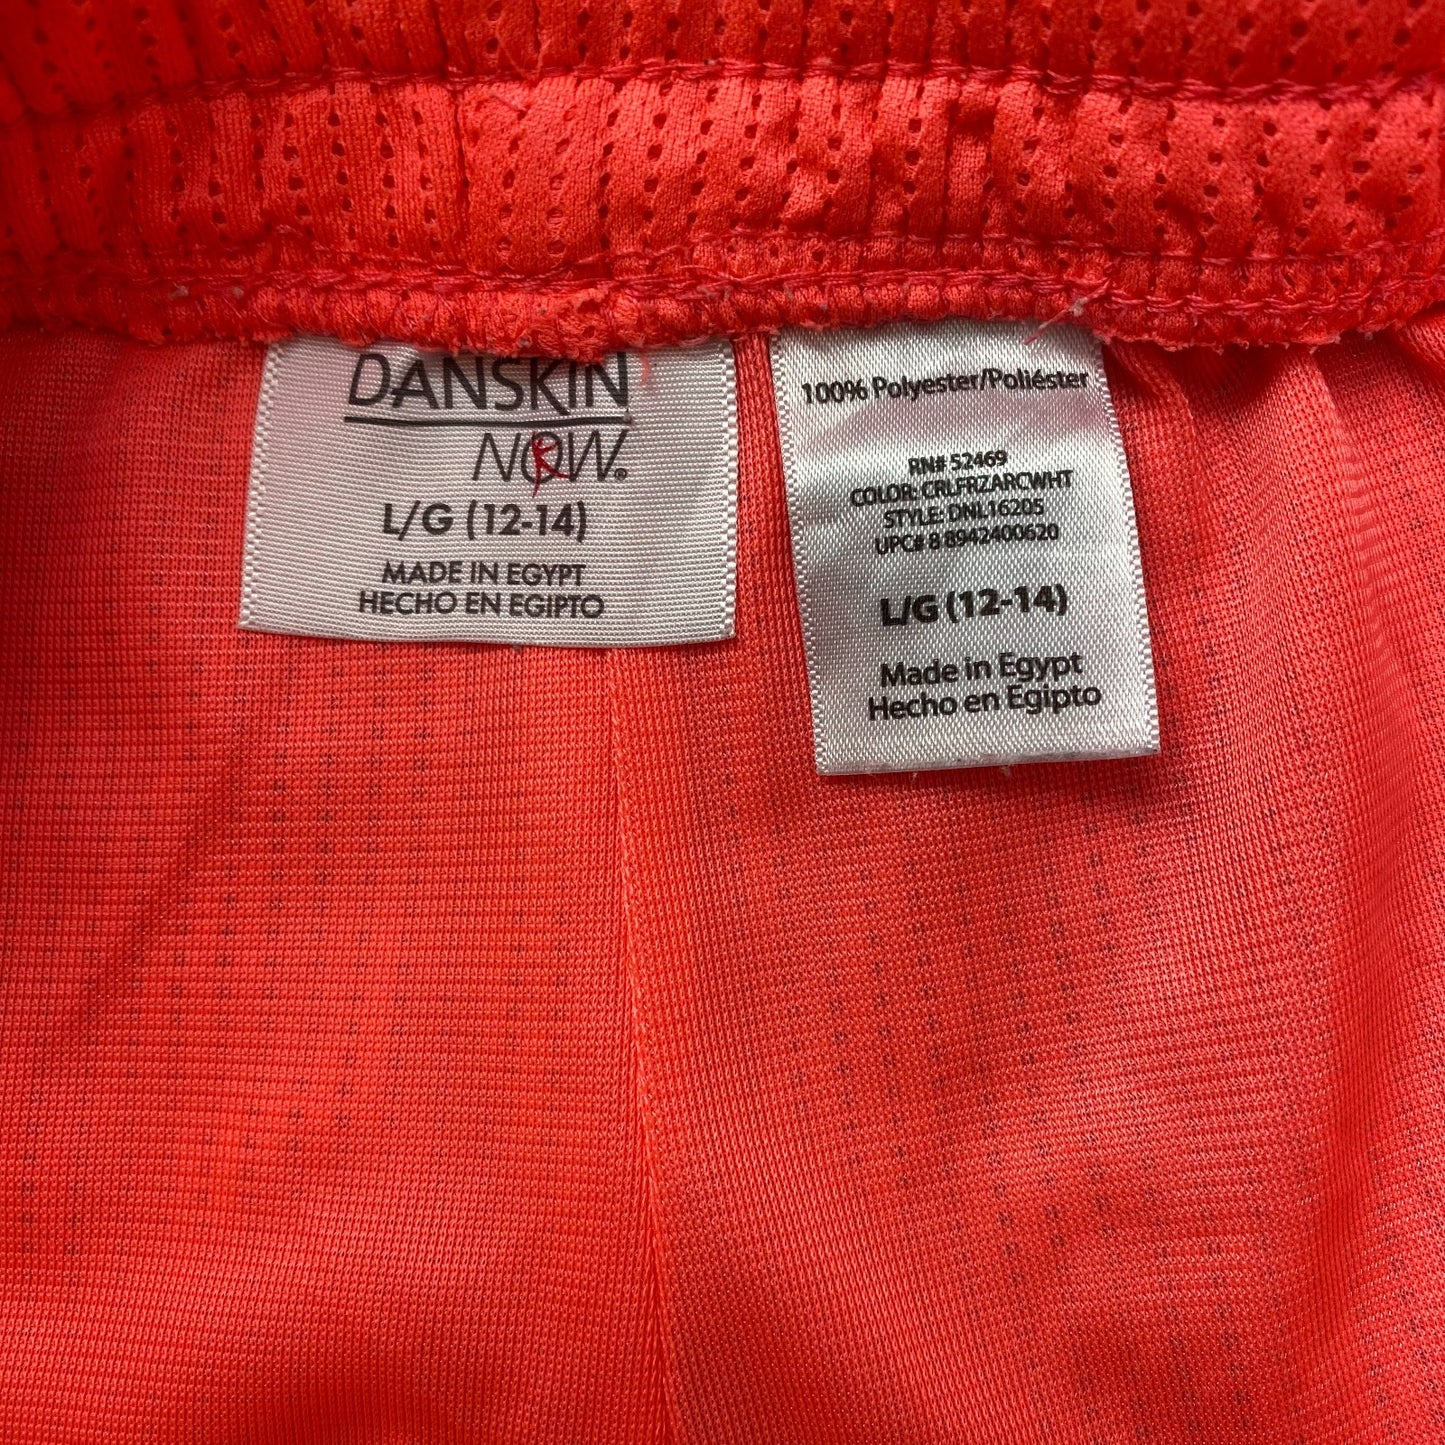 DANSKIN
NOW®
L/G (12-14)
MADE IN EGYPT
HECHO EN EGIPTO
100% Polyester/Poliéster
RN# 52469
COLOR: CRLFRZARCWHT
STYLE: DNL16205
UPC# 8 8942400620
L/G (12-14)
Made in Egypt
Hecho en Egipto